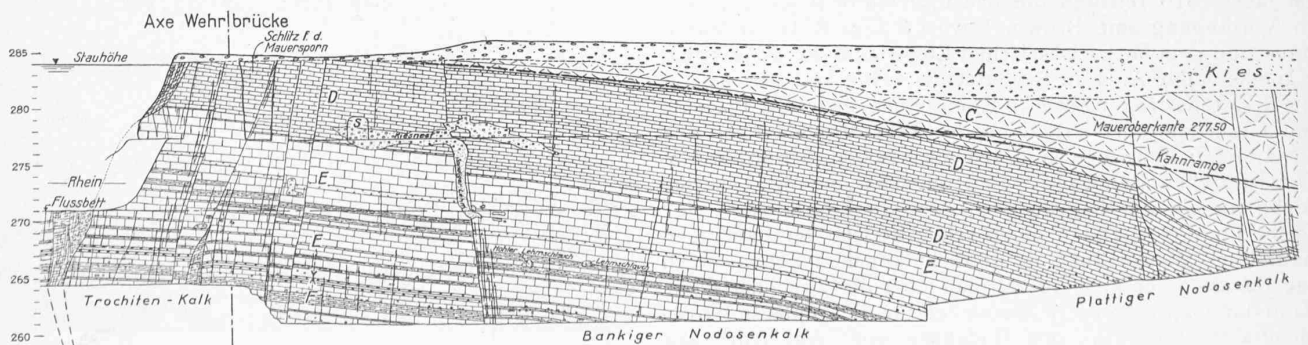 Axe Wehrbrücke
Schlitz f. d.
Mauersporn
285
Stauhöhe
A
Kies
D
280
C
S
Kiesnest
Maueroberkante 277.50
275
D
Kahnrampe
E
Rhein
Flussbett
270
D
E
E
265
Y
F
Trochiten-Kalk
Plattiger Nodosenkalk
260
Bankiger Nodosenkalk